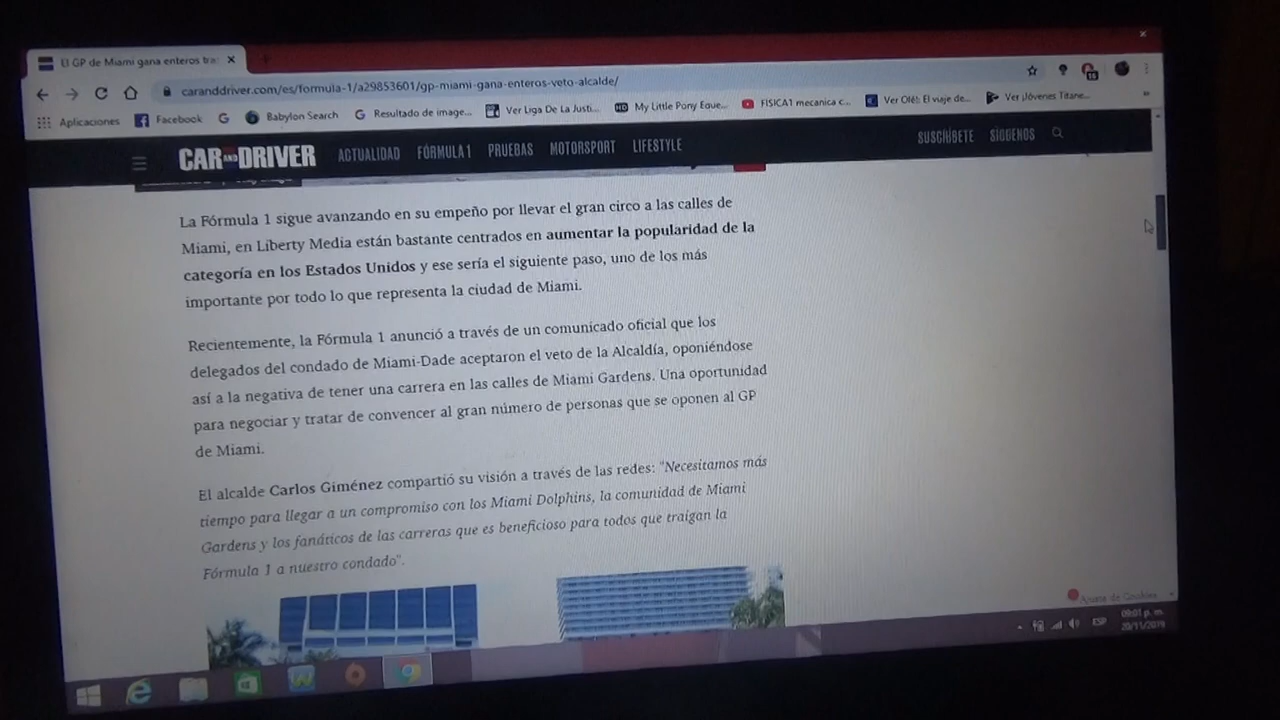 El GP de Miami gana enteros tra
caranddriver.com/es/formula-1/a29853601/gp-miami-gana-enteros-veto-alcalde/
Aplicaciones Facebook Babylon Search Resultado de image... Ver Liga De La Justi... My Little Pony Eque... FISICA1 mecanica c... Ver Olé!: El viaje de... Ver ¡Jóvenes Titane... »
CAR AND DRIVER ACTUALIDAD FÓRMULA 1 PRUEBAS MOTORSPORT LIFESTYLE SUSCRÍBETE SÍGUENOS
La Fórmula 1 sigue avanzando en su empeño por llevar el gran circo a las calles de
Miami, en Liberty Media están bastante centrados en aumentar la popularidad de la
categoría en los Estados Unidos y ese sería el siguiente paso, uno de los más
importante por todo lo que representa la ciudad de Miami.
Recientemente, la Fórmula 1 anunció a través de un comunicado oficial que los
delegados del condado de Miami-Dade aceptaron el veto de la Alcaldía, oponiéndose
así a la negativa de tener una carrera en las calles de Miami Gardens. Una oportunidad
para negociar y tratar de convencer al gran número de personas que se oponen al GP
de Miami.
El alcalde Carlos Giménez compartió su visión a través de las redes: "Necesitamos más
tiempo para llegar a un compromiso con los Miami Dolphins, la comunidad de Miami
Gardens y los fanáticos de las carreras que es beneficioso para todos que traigan la
Fórmula 1 a nuestro condado".
Ajuste de Cookies
ESP 09:01 p. m.
20/11/2019